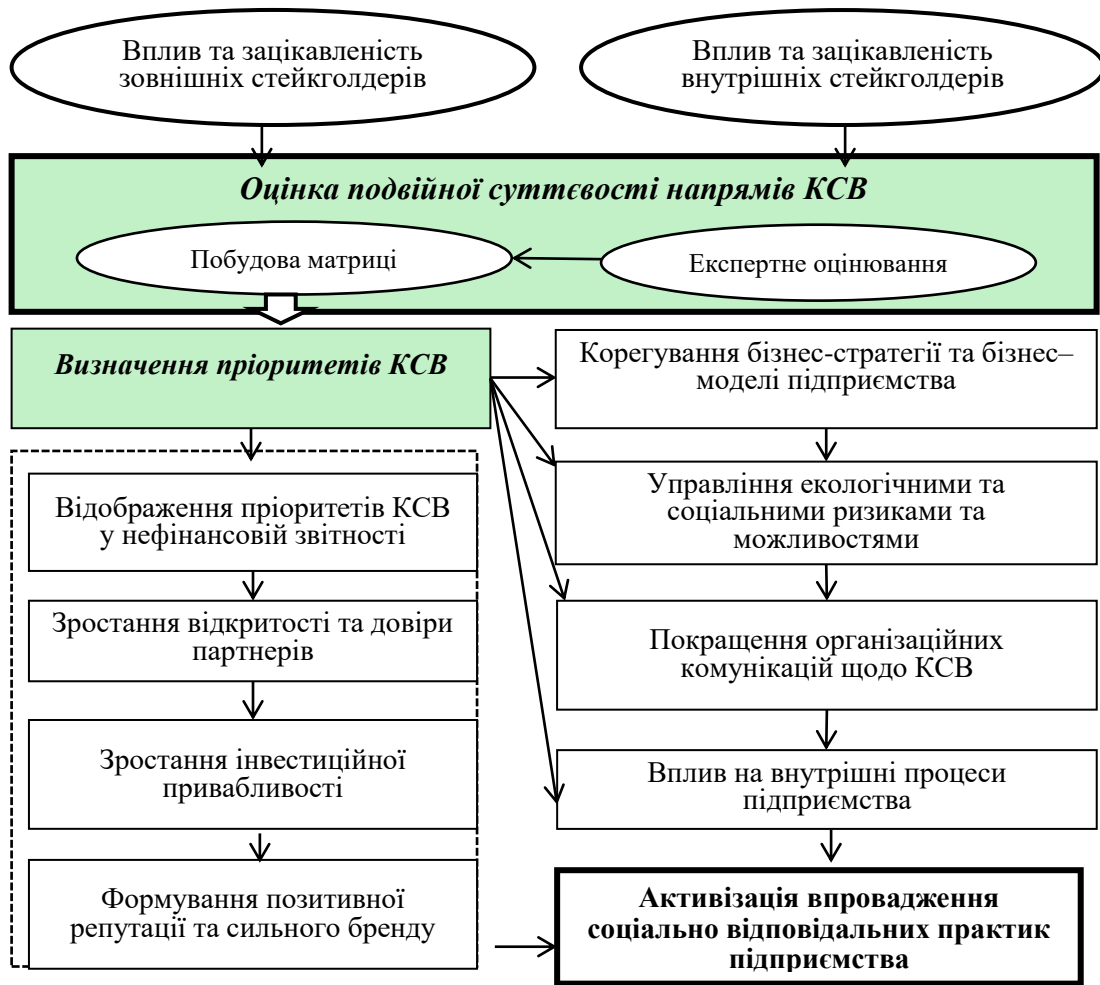 Вплив та зацікавленість
зовнішніх стейкголдерів
Вплив та зацікавленість
внутрішніх стейкголдерів
Оцінка подвійної суттєвості напрямів КСВ
Побудова матриці
Експертне оцінювання
Визначення пріоритетів КСВ
Корегування бізнес-стратегії та бізнес–
моделі підприємства
Відображення пріоритетів КСВ
у нефінансовій звітності
Управління екологічними та
соціальними ризиками та
можливостями
Зростання відкритості та довіри
партнерів
Покращення організаційних
комунікацій щодо КСВ
Зростання інвестиційної
привабливості
Вплив на внутрішні процеси
підприємства
Формування позитивної
репутації та сильного бренду
Активізація впровадження
соціально відповідальних практик
підприємства